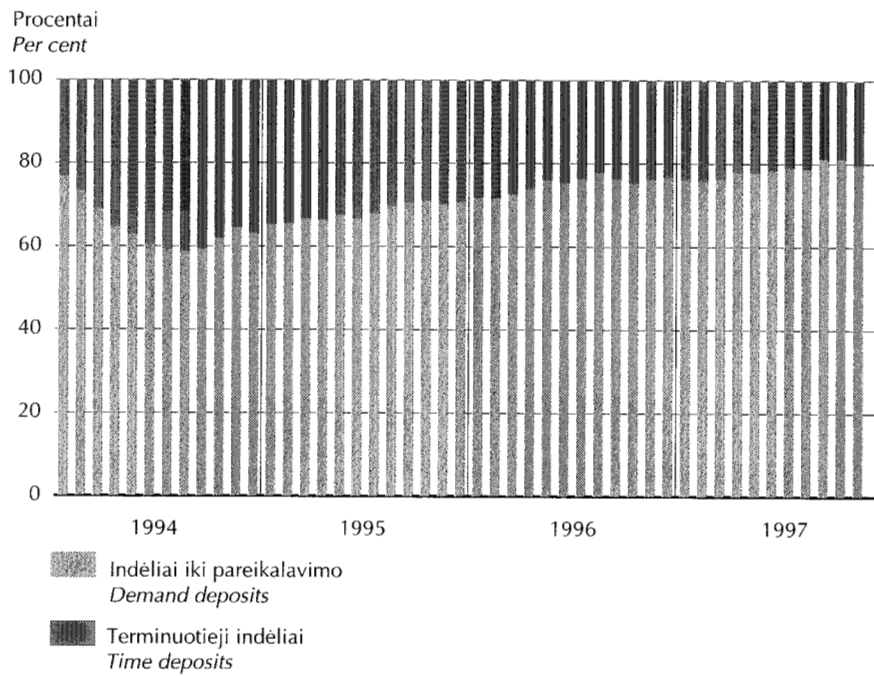 Procentai
Per cent
100
80
60
40
20
0
1994 1995 1996 1997
Indėliai iki pareikalavimo
Demand deposits
Terminuotieji indėliai
Time deposits